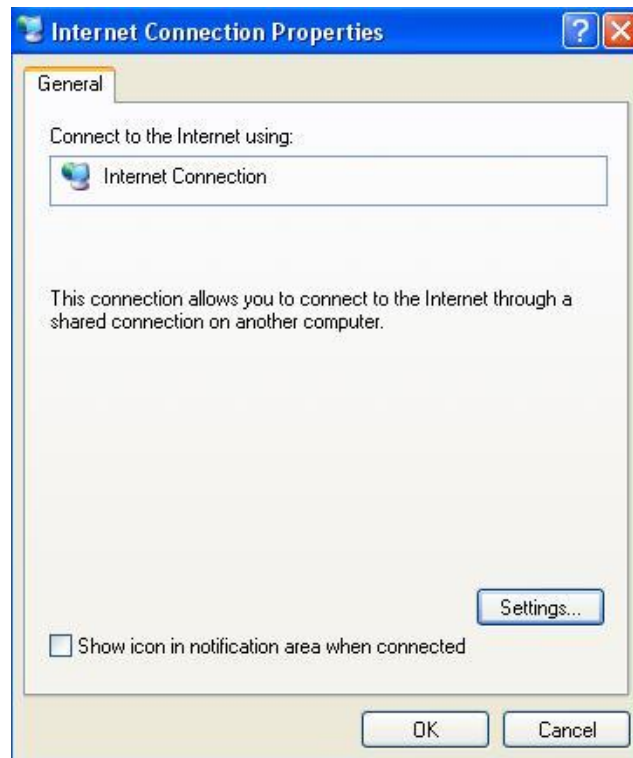 Internet Connection Properties
General
Connect to the Internet using:
Internet Connection
This connection allows you to connect to the Internet through a
shared connection on another computer.
Settings...
Show icon in notification area when connected
OK
Cancel